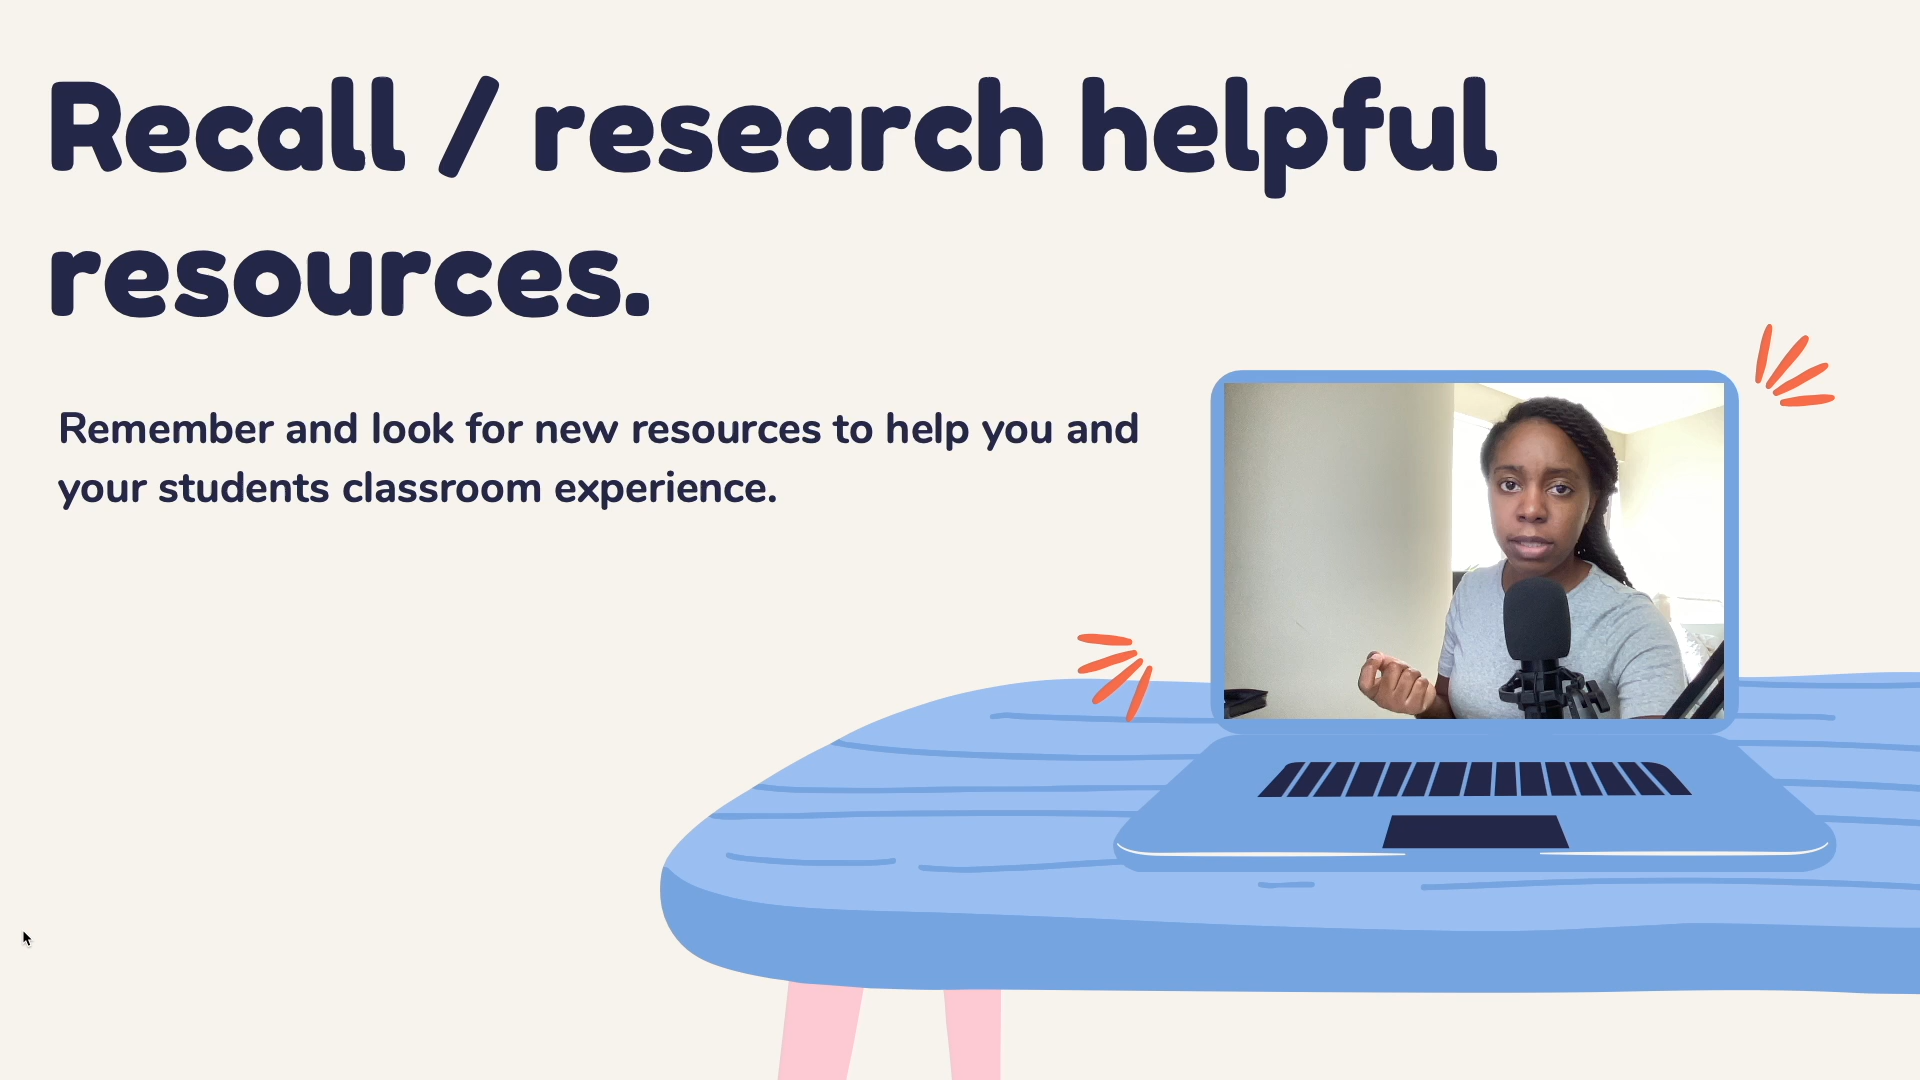 Recall / research helpful
resources.
Remember and look for new resources to help you and
your students classroom experience.